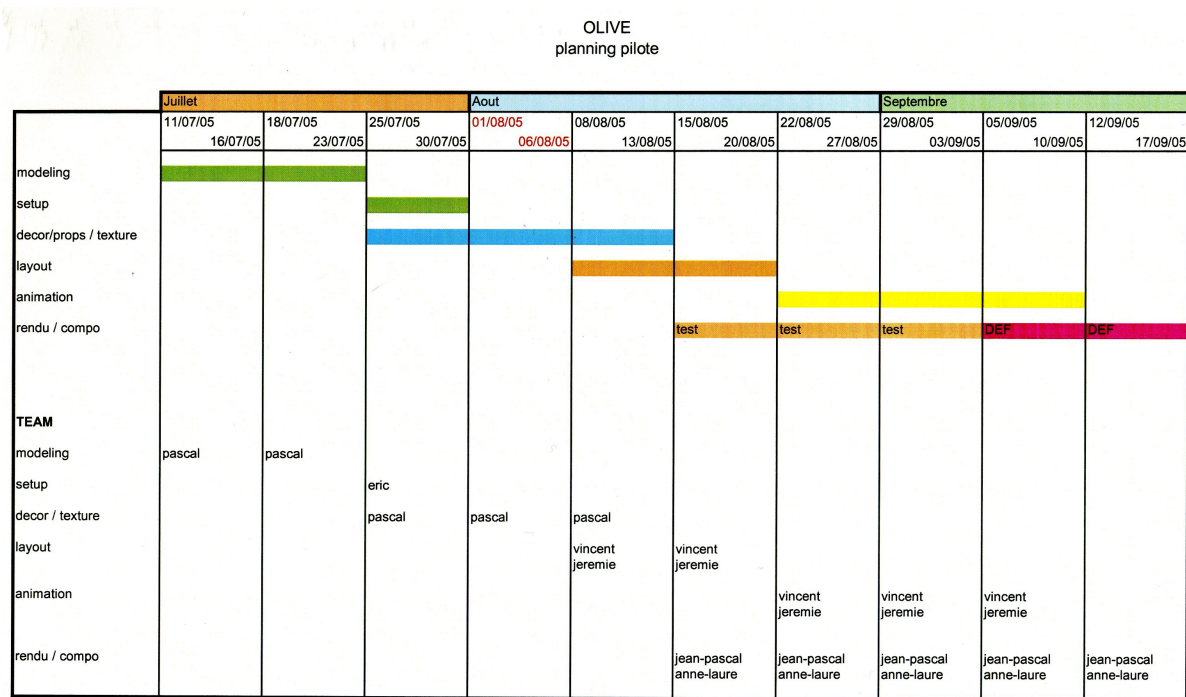 OLIVE
planning pilote
Juillet Aout Septembre
11/07/05 18/07/05 25/07/05 01/08/05 08/08/05 15/08/05 22/08/05 29/08/05 05/09/05 12/09/05
16/07/05 23/07/05 30/07/05 06/08/05 13/08/05 20/08/05 27/08/05 03/09/05 10/09/05 17/09/05
modeling
setup
decor/props / texture
layout
animation
rendu / compo test test test DEF DEF
TEAM
modeling pascal pascal
setup eric
decor / texture pascal pascal pascal
layout vincent vincent
jeremie jeremie
animation vincent vincent vincent
jeremie jeremie jeremie
rendu / compo jean-pascal jean-pascal jean-pascal jean-pascal jean-pascal
anne-laure anne-laure anne-laure anne-laure anne-laure